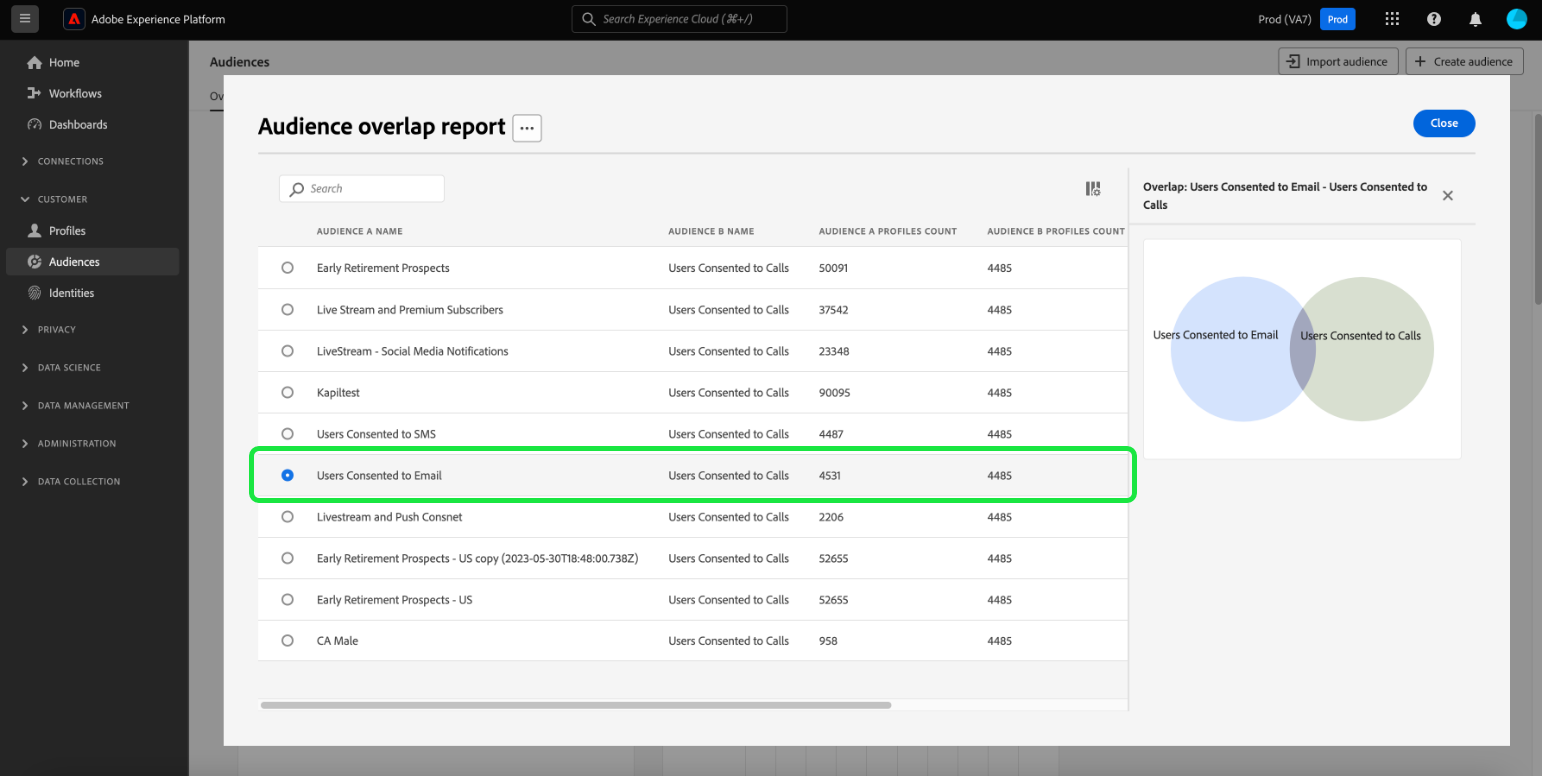 Adobe Experience Platform
Search Experience Cloud (⌘+/)
Prod (VA7)
Prod
Home
Workflows
Dashboards
CONNECTIONS
CUSTOMER
Profiles
Audiences
Identities
PRIVACY
DATA SCIENCE
DATA MANAGEMENT
ADMINISTRATION
DATA COLLECTION
Audiences
Import audience
Create audience
Ov
Audience overlap report ...
Close
Search
AUDIENCE A NAME AUDIENCE B NAME AUDIENCE A PROFILES COUNT AUDIENCE B PROFILES COUNT
Early Retirement Prospects Users Consented to Calls 50091 4485
Live Stream and Premium Subscribers Users Consented to Calls 37542 4485
LiveStream - Social Media Notifications Users Consented to Calls 23348 4485
Kapiltest Users Consented to Calls 90095 4485
Users Consented to SMS Users Consented to Calls 4487 4485
Users Consented to Email Users Consented to Calls 4531 4485
Livestream and Push Consnet Users Consented to Calls 2206 4485
Early Retirement Prospects - US copy (2023-05-30T18:48:00.738Z) Users Consented to Calls 52655 4485
Early Retirement Prospects - US Users Consented to Calls 52655 4485
CA Male Users Consented to Calls 958 4485
Overlap: Users Consented to Email - Users Consented to
Calls
Users Consented to Email
Users Consented to Calls